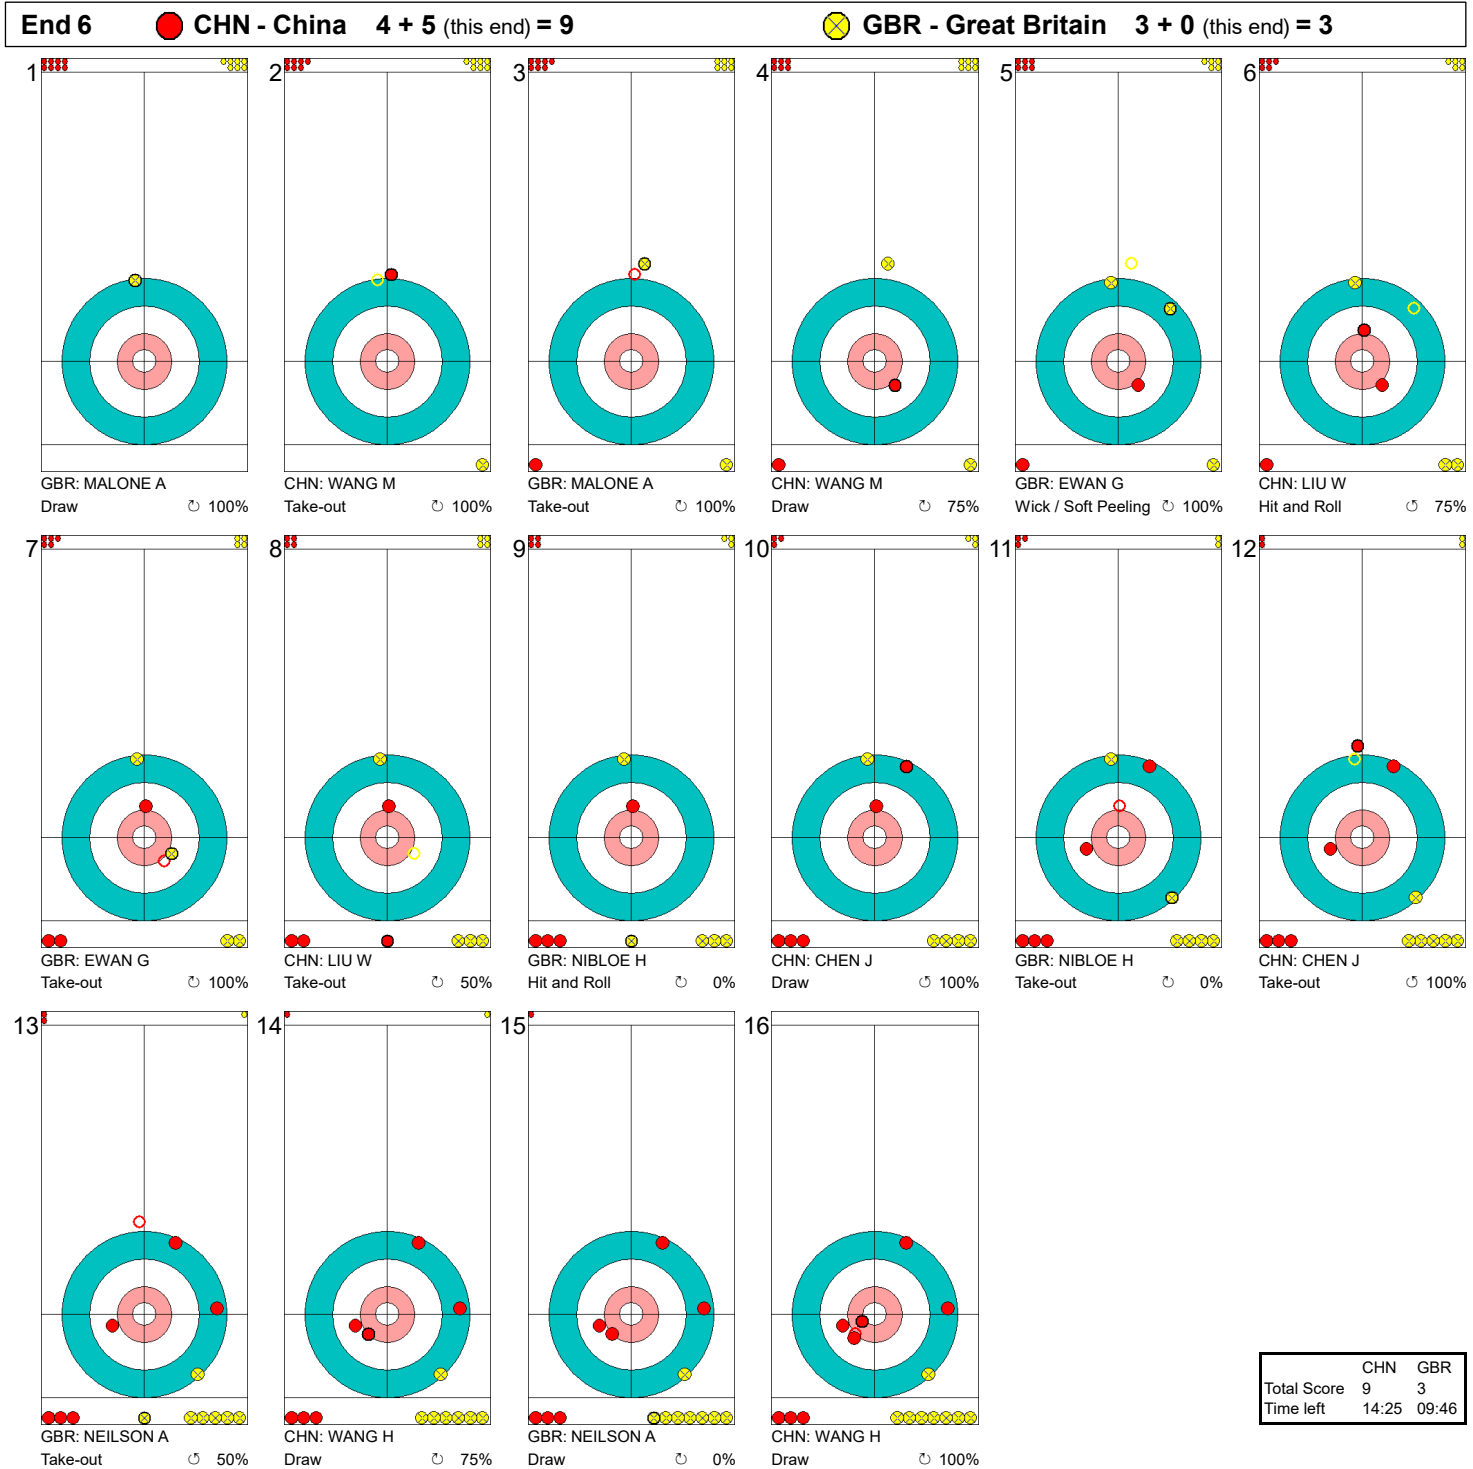 End 6 CHN - China 4 + 5 (this end) = 9 GBR - Great Britain 3 + 0 (this end) = 3
1 2 3 4 5 6
GBR: MALONE A CHN: WANG M GBR: MALONE A CHN: WANG M GBR: EWAN G CHN: LIU W
Draw ↻ 100% Take-out ↻ 100% Take-out ↻ 100% Draw ↻ 75% Wick / Soft Peeling ↻ 100% Hit and Roll ↺ 75%
7 8 9 10 11 12
GBR: EWAN G CHN: LIU W GBR: NIBLOE H CHN: CHEN J GBR: NIBLOE H CHN: CHEN J
Take-out ↻ 100% Take-out ↻ 50% Hit and Roll ↻ 0% Draw ↻ 100% Take-out ↻ 0% Take-out ↻ 100%
13 14 15 16
GBR: NEILSON A CHN: WANG H GBR: NEILSON A CHN: WANG H
Take-out ↺ 50% Draw ↻ 75% Draw ↻ 0% Draw ↻ 100%
CHN GBR
Total Score 9 3
Time left 14:25 09:46